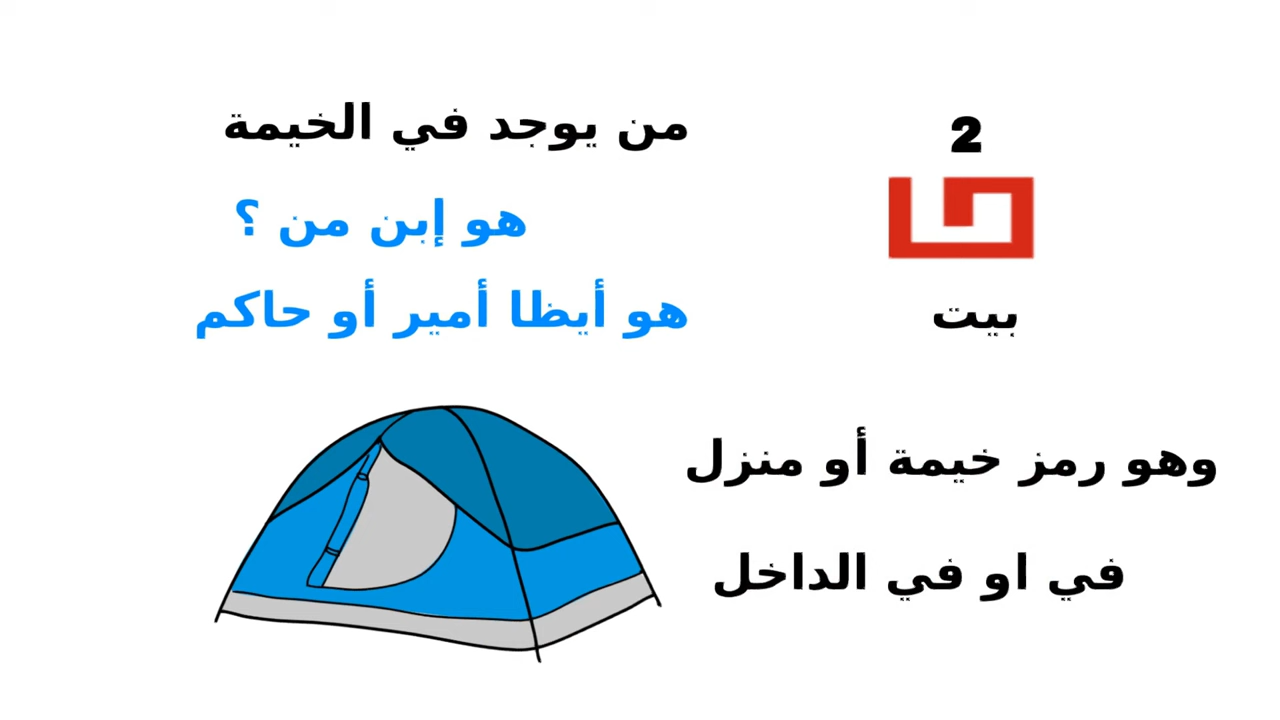 2
بيت
من يوجد في الخيمة
هو إبن من ؟
هو أيظا أمير أو حاكم
وهو رمز خيمة أو منزل
في او في الداخل